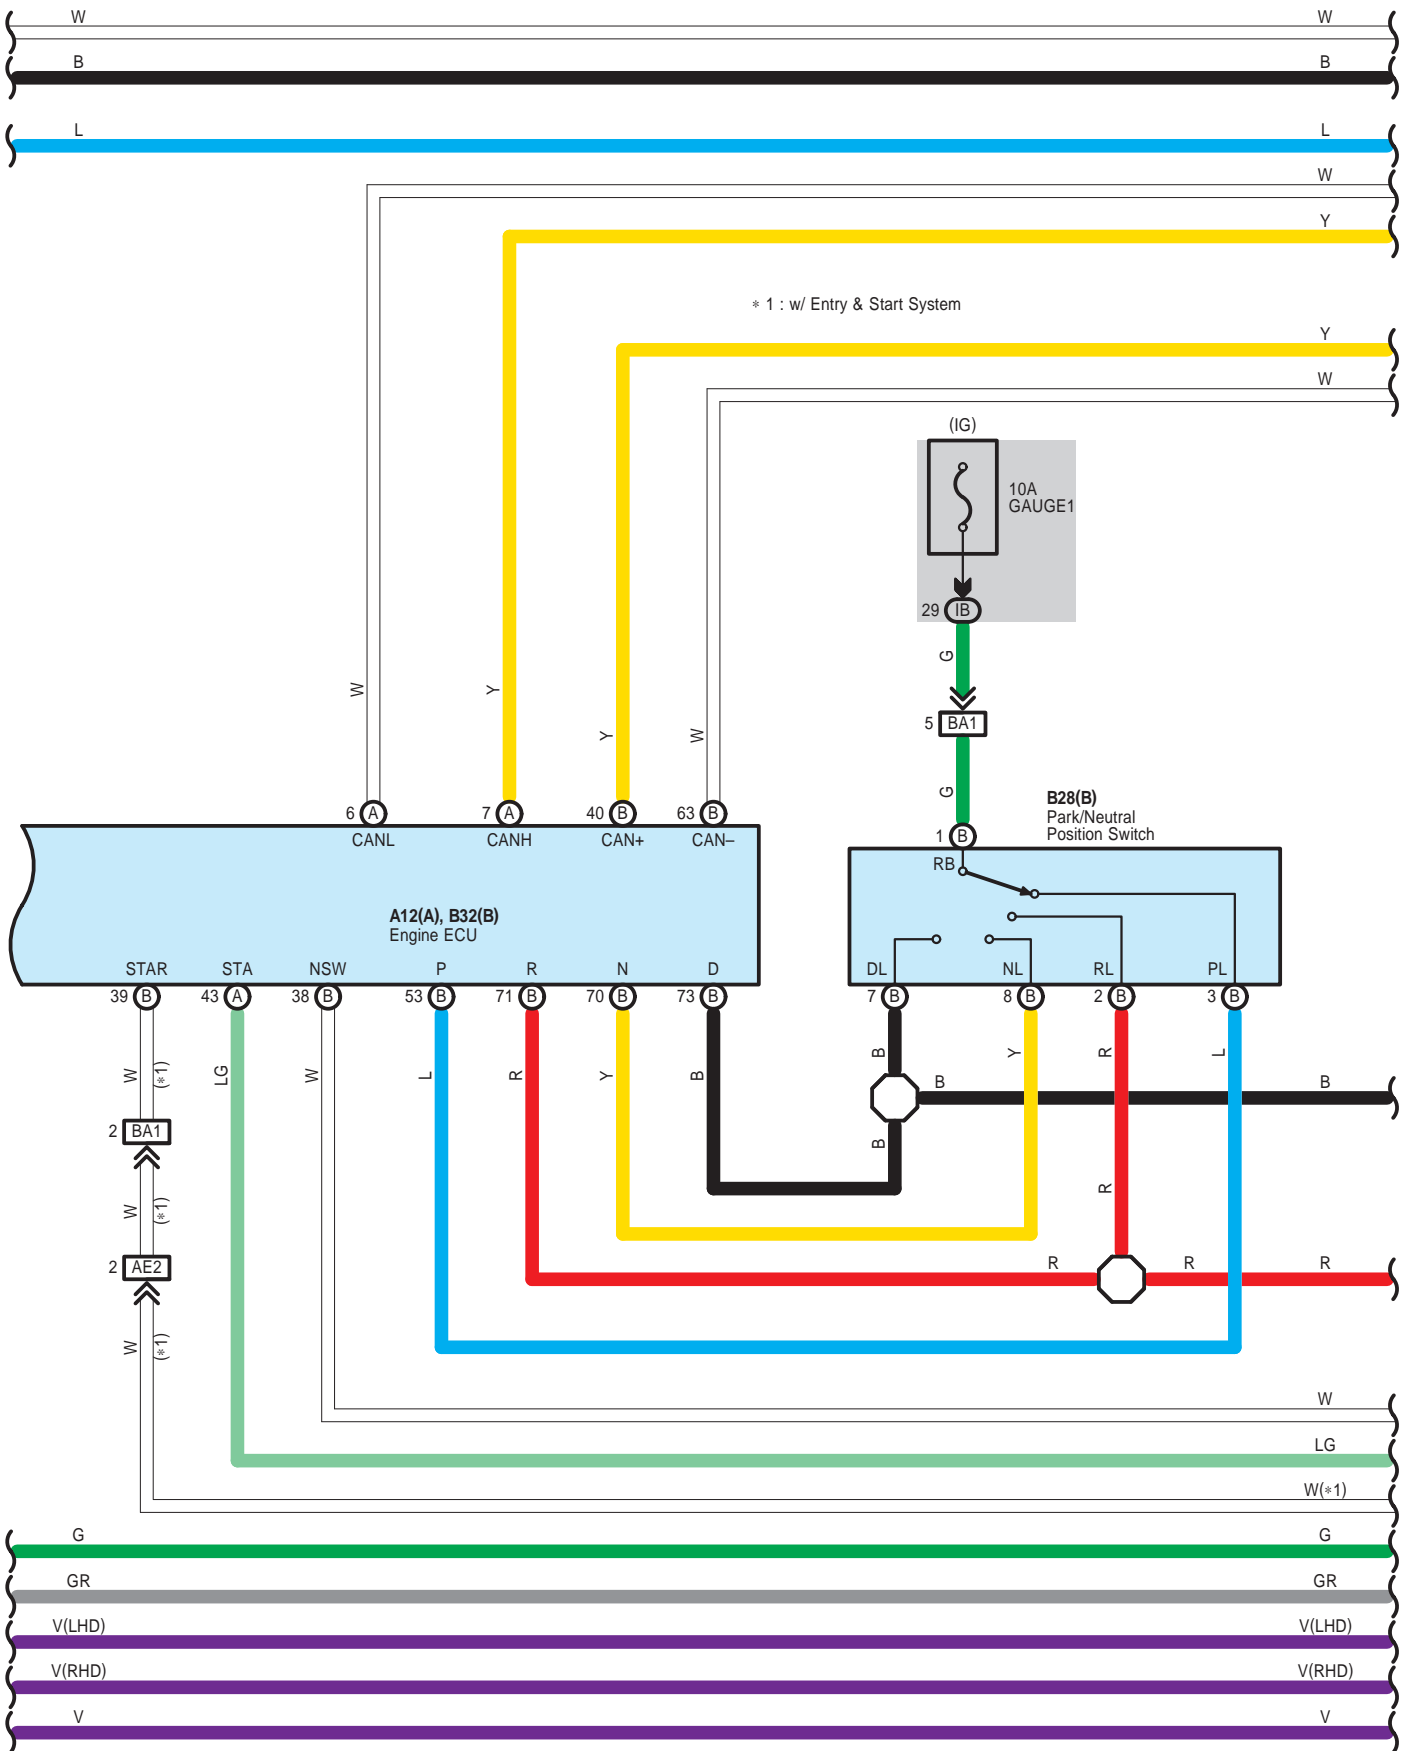 W W
B B
L L
W
Y
* 1 : w/ Entry & Start System
Y
W
(IG)
10A
GAUGE1
29 IB
G
W Y Y W
5 BA1
G
B28(B)
Park/Neutral
Position Switch
6 A 7 A 40 B 63 B
1 B
CANL CANH CAN+ CAN–
RB
A12(A), B32(B)
Engine ECU
STAR STA NSW P R N D
DL NL RL PL
39 B 43 A 38 B 53 B 71 B 70 B 73 B
7 B 8 B 2 B 3 B
W (*1) LG W L R Y B
B Y R L
B B
2 BA1
B
W (*1)
R
2 AE2
R R R
W (*1)
W
LG
W(*1)
G G
GR GR
V(LHD) V(LHD)
V(RHD) V(RHD)
V V